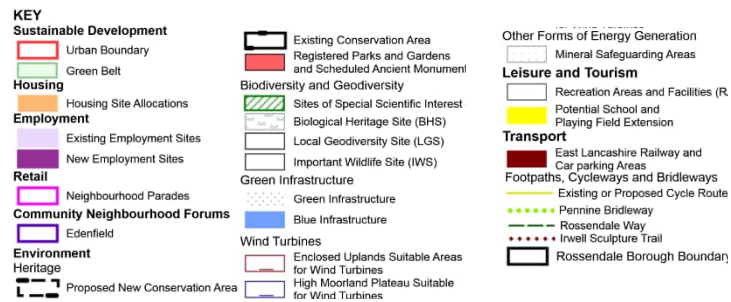 KEY
Sustainable Development
Urban Boundary
Green Belt
Housing
Housing Site Allocations
Employment
Existing Employment Sites
New Employment Sites
Retail
Neighbourhood Parades
Community Neighbourhood Forums
Edenfield
Environment
Heritage
Proposed New Conservation Area
Existing Conservation Area
Registered Parks and Gardens
and Scheduled Ancient Monument
Biodiversity and Geodiversity
Sites of Special Scientific Interest
Biological Heritage Site (BHS)
Local Geodiversity Site (LGS)
Important Wildlife Site (IWS)
Green Infrastructure
Green Infrastructure
Blue Infrastructure
Wind Turbines
Enclosed Uplands Suitable Areas
for Wind Turbines
High Moorland Plateau Suitable
for Wind Turbines
Other Forms of Energy Generation
Mineral Safeguarding Areas
Leisure and Tourism
Recreation Areas and Facilities (R
Potential School and
Playing Field Extension
Transport
East Lancashire Railway and
Car parking Areas
Footpaths, Cycleways and Bridleways
Existing or Proposed Cycle Route
Pennine Bridleway
Rossendale Way
Irwell Sculpture Trail
Rossendale Borough Boundary